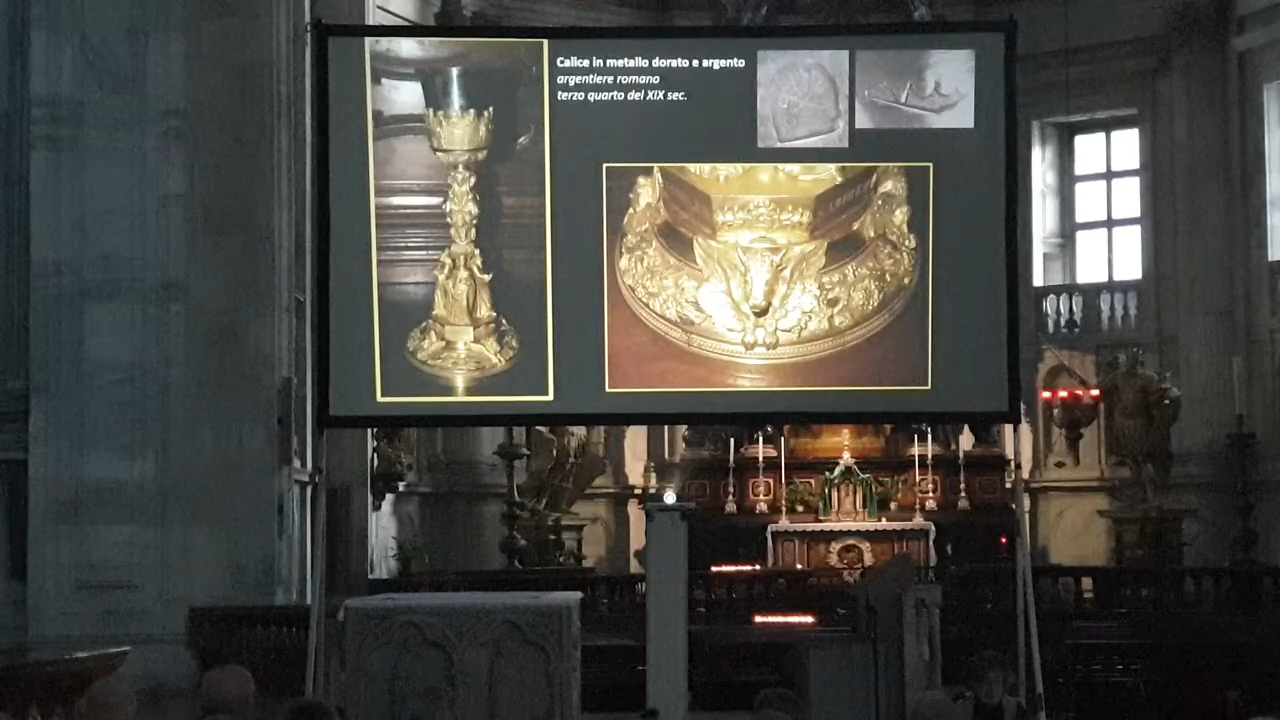 Calice in metallo dorato e argento
argentiere romano
terzo quarto del XIX sec.